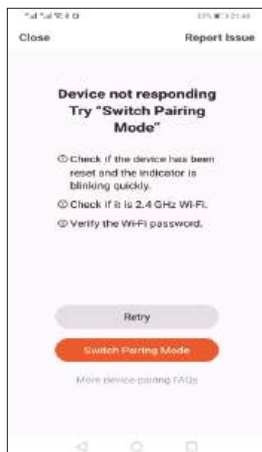 Close Report Issue
Device not responding
Try “Switch Pairing
Mode”
① Check if the device has been
reset and the indicator is
blinking quickly.
② Check if it is 2.4 GHz Wi-Fi.
③ Verify the Wi-Fi password.
Retry
Switch Pairing Mode
More device-pairing FAQs